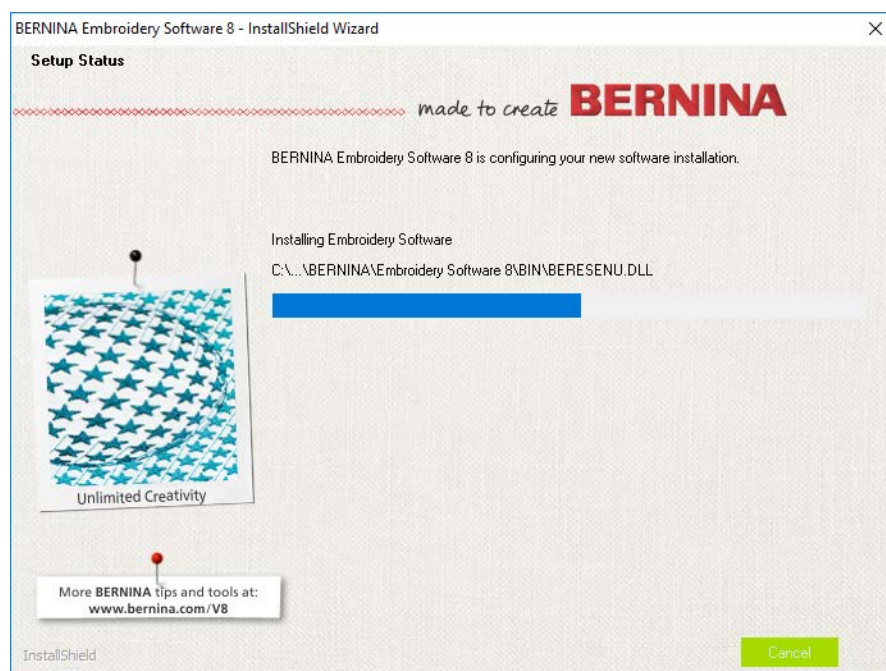 BERNINA Embroidery Software 8 - InstallShield Wizard
Setup Status
made to create BERNINA
BERNINA Embroidery Software 8 is configuring your new software installation.
Installing Embroidery Software
C:\...\BERNINA\Embroidery Software 8\BIN\BERESENU.DLL
Unlimited Creativity
More BERNINA tips and tools at:
www.bernina.com/V8
InstallShield
Cancel